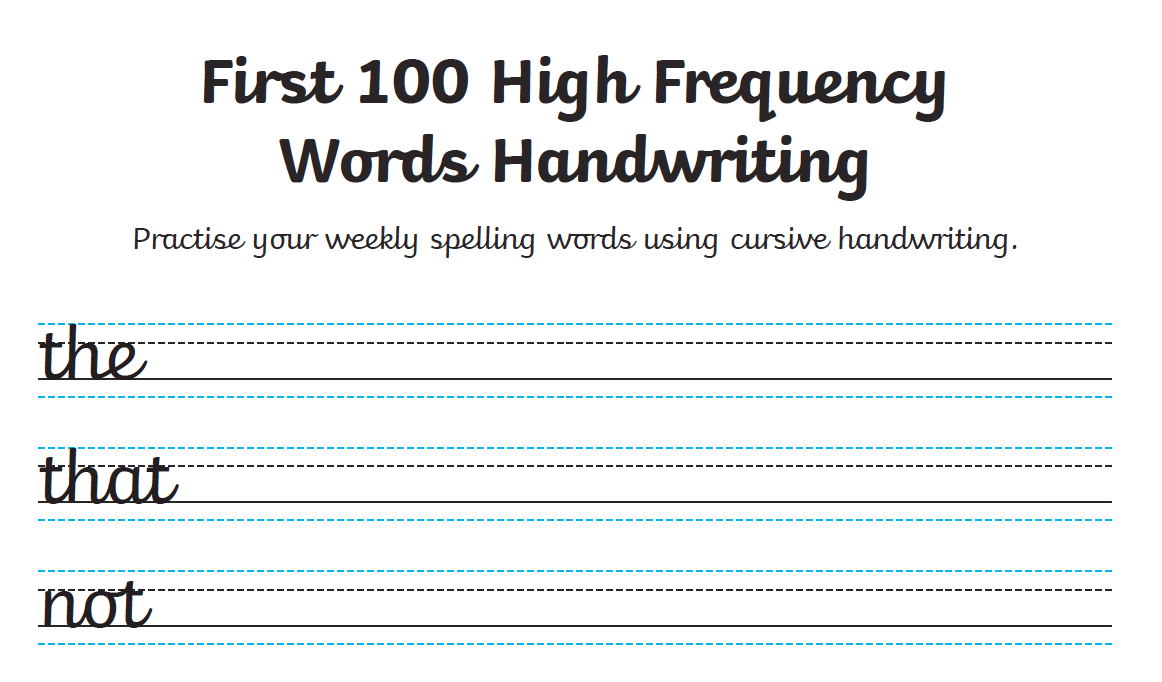 First 100 High Frequency
Words Handwriting
Practise your weekly spelling words using cursive handwriting.
the
that
not